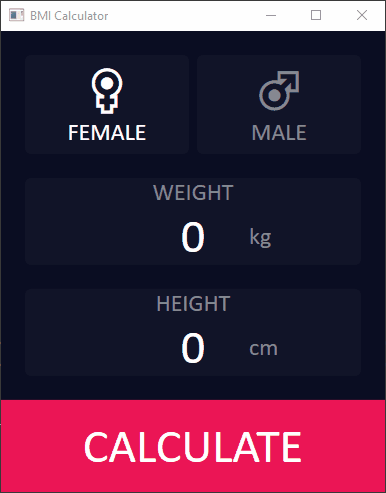 BMI Calculator
FEMALE MALE
WEIGHT
0 kg
HEIGHT
0 cm
CALCULATE